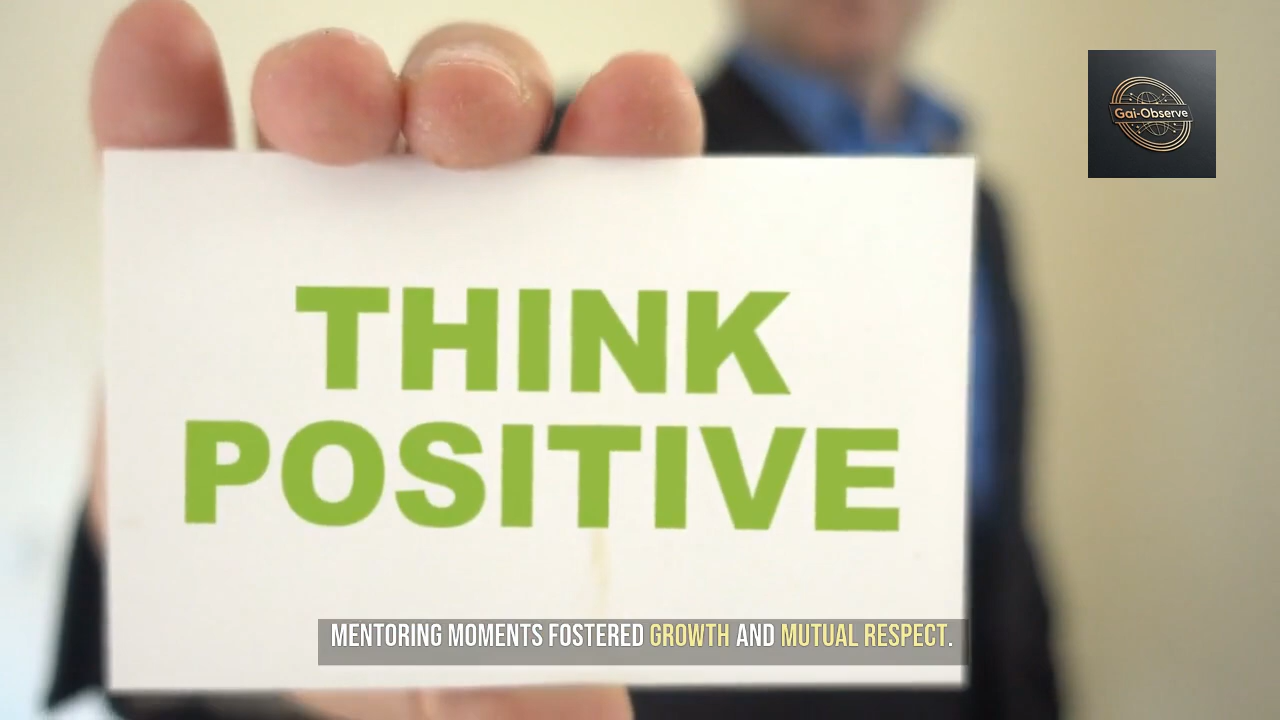 Gai-Observe
THINK
POSITIVE
MENTORING MOMENTS FOSTERED GROWTH AND MUTUAL RESPECT.